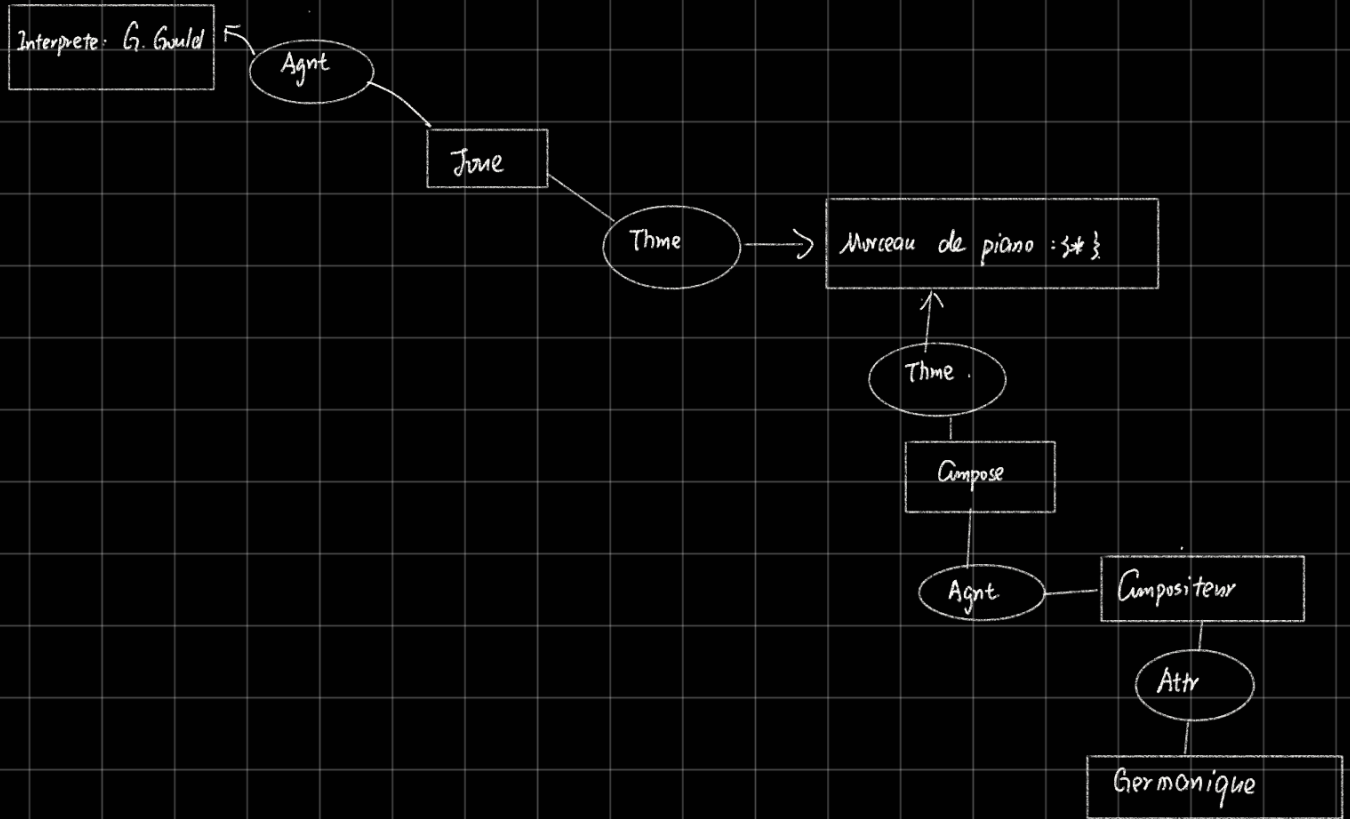 Interprete: G. Gould
Agnt
Joue
Thme
Morceau de piano : {*}
Thme
Compose
Agnt
Compositeur
Attr
Germanique